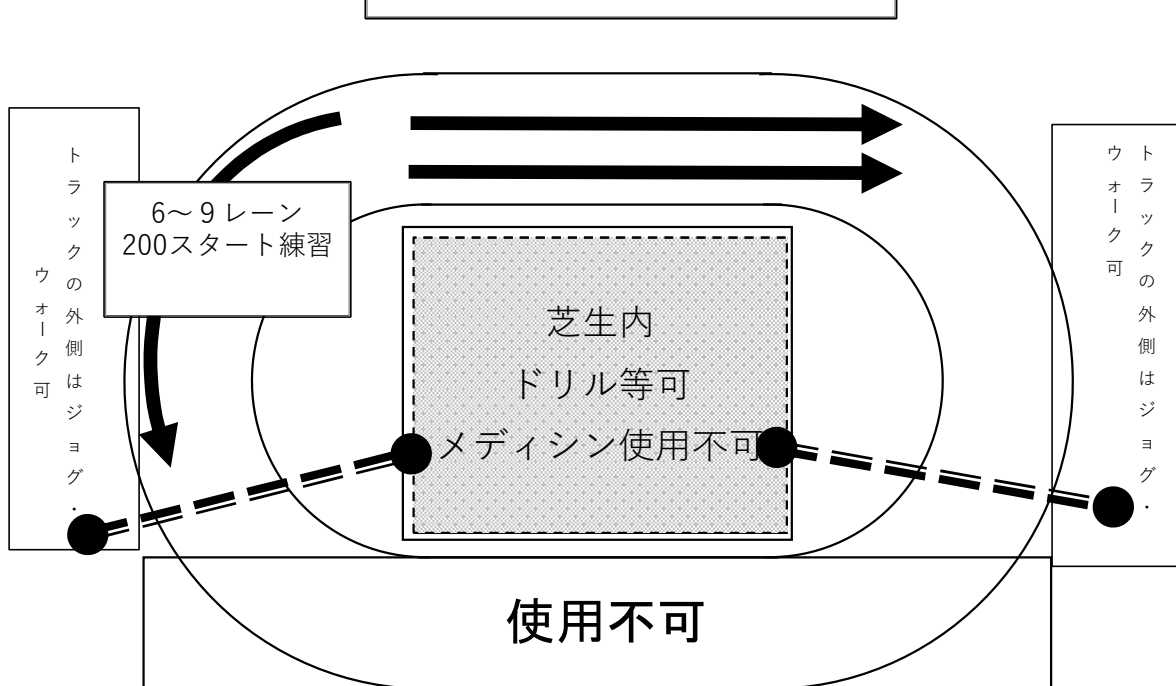 6～９レーン
200スタート練習
芝生内
ドリル等可
メディシン使用不可
使用不可
トラックの外側はジョグ・
ウォーク可
トラックの外側はジョグ・
ウォーク可